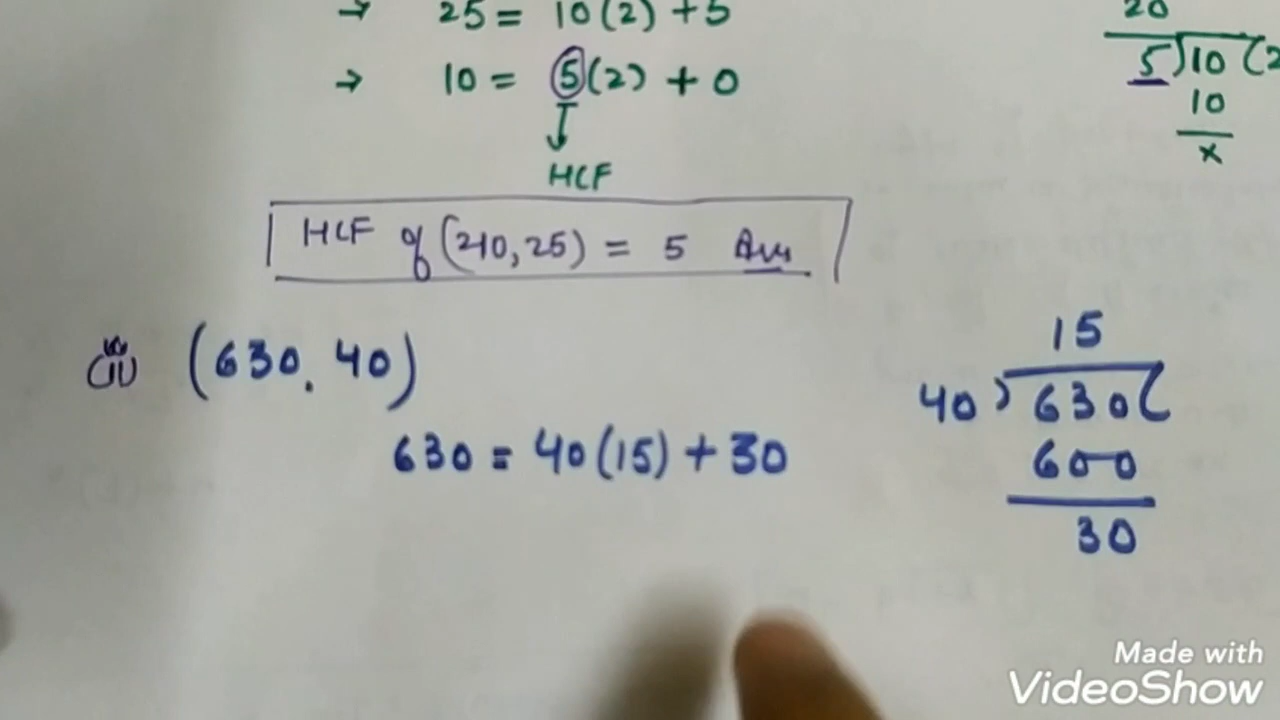 → 25 = 10(2) + 5
→ 10 = 5(2) + 0
HCF
HCF of (210,25) = 5 Ans
iii (630, 40)
630 = 40(15) + 30
20
5)10(2
10
x
15
40)630(
600
30
Made with
VideoShow